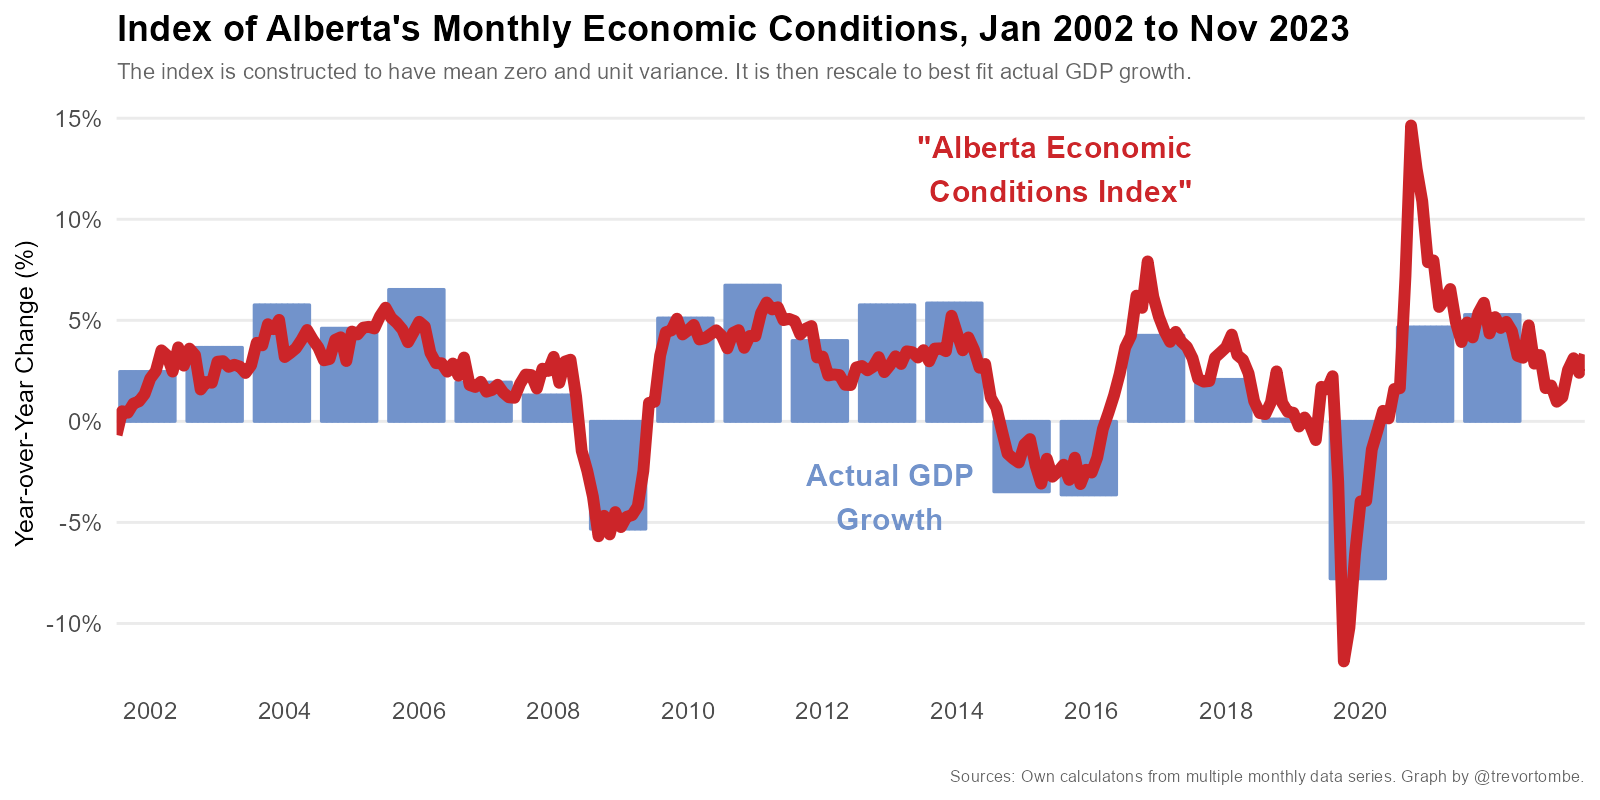 Index of Alberta's Monthly Economic Conditions, Jan 2002 to Nov 2023
The index is constructed to have mean zero and unit variance. It is then rescale to best fit actual GDP growth.
15%
10%
5%
0%
-5%
-10%
Year-over-Year Change (%)
"Alberta Economic
Conditions Index"
Actual GDP
Growth
2002
2004
2006
2008
2010
2012
2014
2016
2018
2020
Sources: Own calculatons from multiple monthly data series. Graph by @trevortombe.